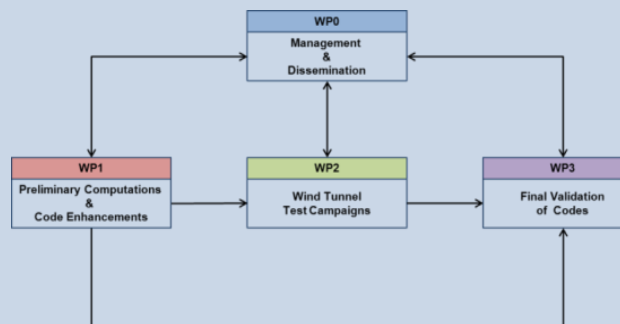 WP0
Management
&
Dissemination
WP1
Preliminary Computations
&
Code Enhancements
WP2
Wind Tunnel
Test Campaigns
WP3
Final Validation
of Codes